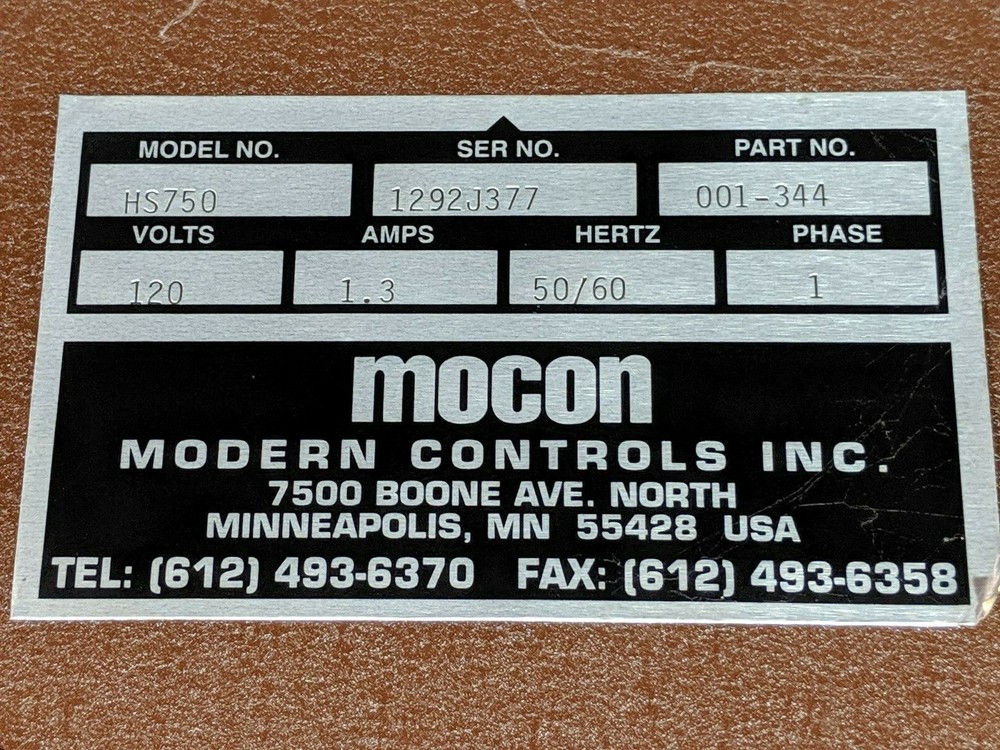 MODEL NO. SER NO. PART NO.
HS750 1292J377 001-344
VOLTS AMPS HERTZ PHASE
120 1.3 50/60 1
mocon
MODERN CONTROLS INC.
7500 BOONE AVE. NORTH
MINNEAPOLIS, MN 55428 USA
TEL: (612) 493-6370 FAX: (612) 493-6358